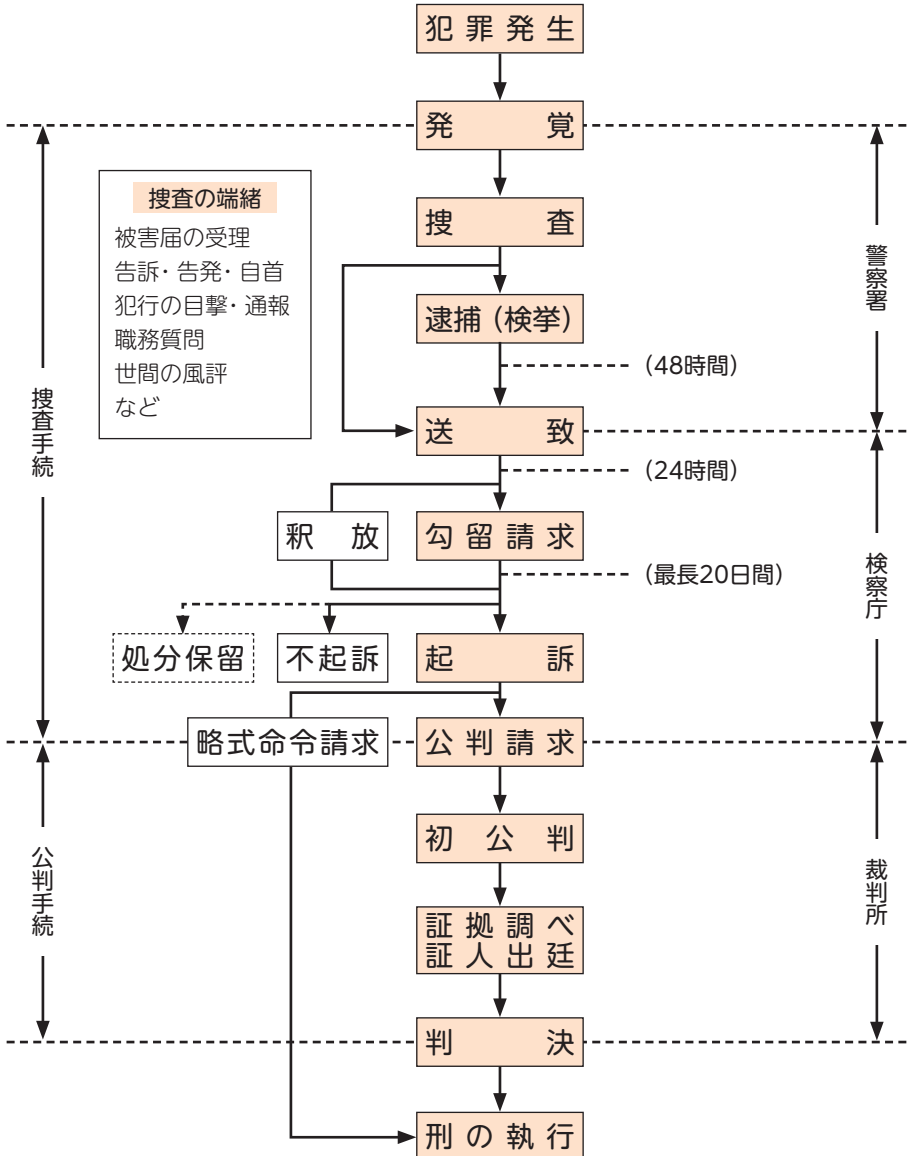 犯罪発生
発覚
捜査の端緒
被害届の受理
告訴・告発・自首
犯行の目撃・通報
職務質問
世間の風評
など
捜査
逮捕（検挙）
（48時間）
送致
（24時間）
釈放
勾留請求
（最長20日間）
処分保留
不起訴
起訴
略式命令請求
公判請求
初公判
証拠調べ
証人出廷
判決
刑の執行
捜査手続
公判手続
警察署
検察庁
裁判所